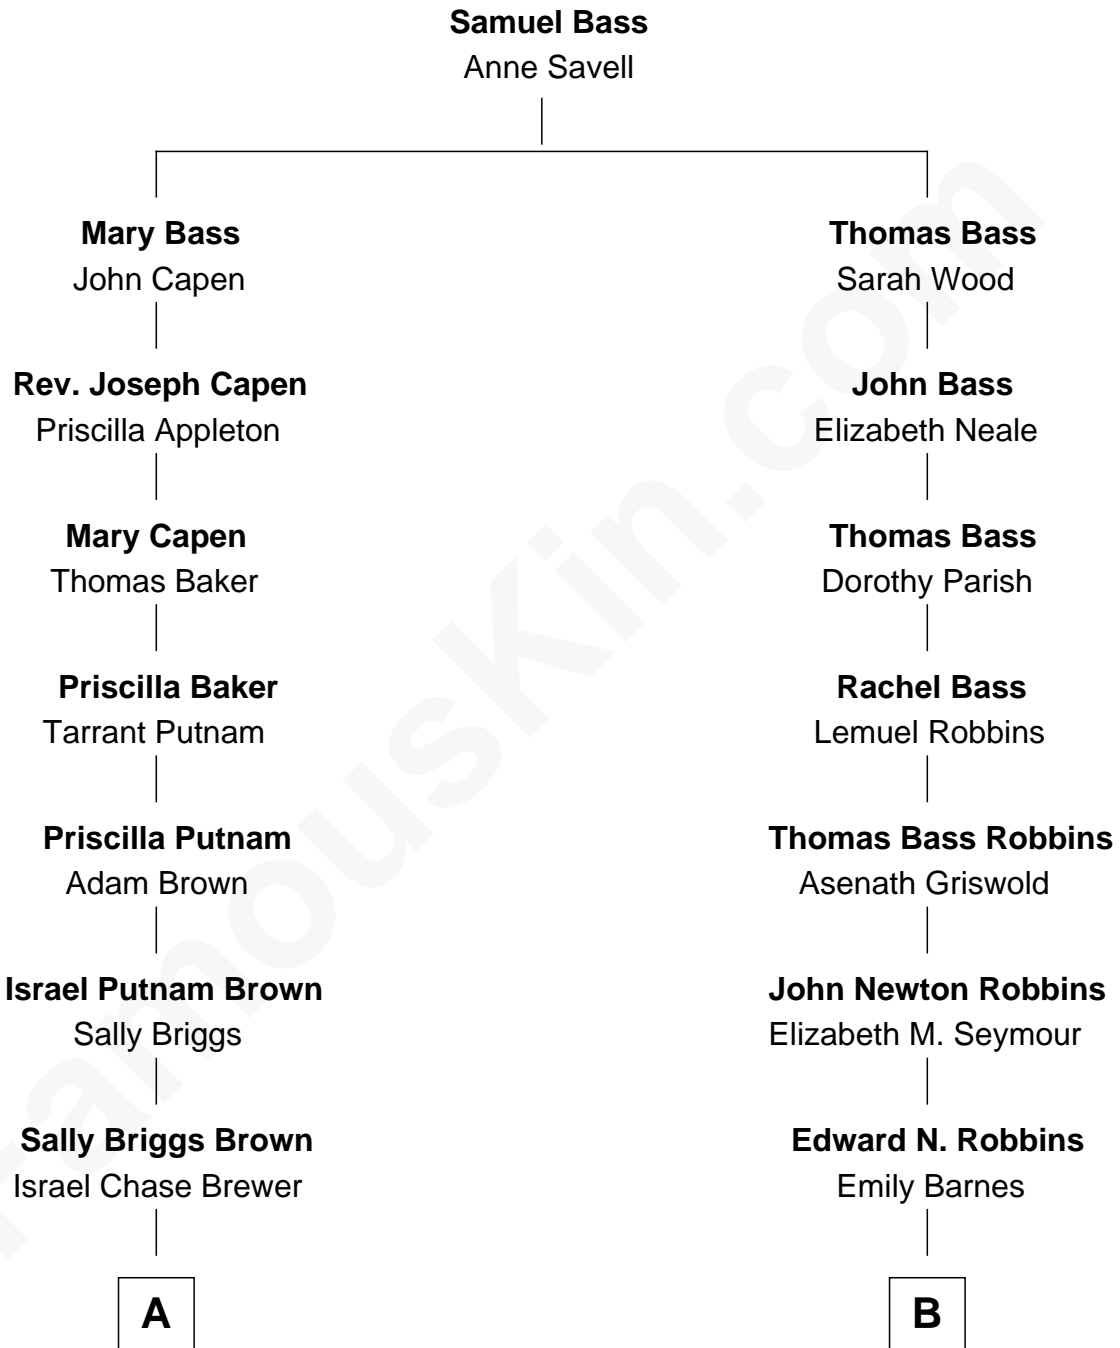 Samuel Bass
Anne Savell
Mary Bass
John Capen
Thomas Bass
Sarah Wood
Rev. Joseph Capen
Priscilla Appleton
John Bass
Elizabeth Neale
Mary Capen
Thomas Baker
Thomas Bass
Dorothy Parish
Priscilla Baker
Tarrant Putnam
Rachel Bass
Lemuel Robbins
Priscilla Putnam
Adam Brown
Thomas Bass Robbins
Asenath Griswold
Israel Putnam Brown
Sally Briggs
John Newton Robbins
Elizabeth M. Seymour
Sally Briggs Brown
Israel Chase Brewer
Edward N. Robbins
Emily Barnes
A
B
FamousKin.com